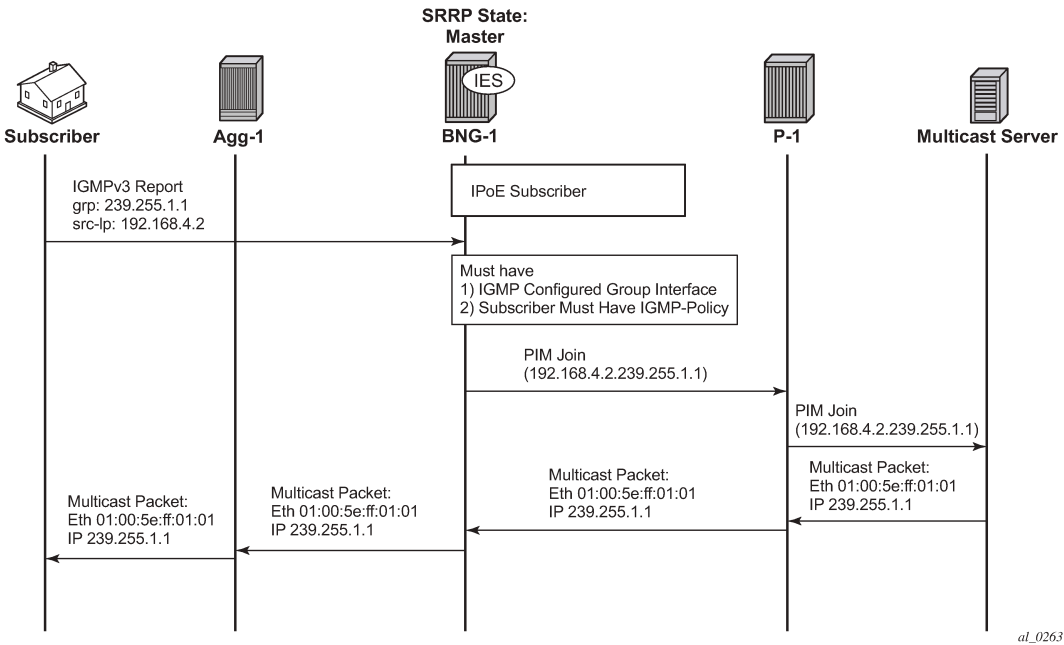 SRRP State:
Master
IES
Subscriber
Agg-1
BNG-1
P-1
Multicast Server
IGMPv3 Report
grp: 239.255.1.1
src-lp: 192.168.4.2
IPoE Subscriber
Must have
1) IGMP Configured Group Interface
2) Subscriber Must Have IGMP-Policy
PIM Join
(192.168.4.2.239.255.1.1)
PIM Join
(192.168.4.2.239.255.1.1)
Multicast Packet:
Eth 01:00:5e:ff:01:01
IP 239.255.1.1
Multicast Packet:
Eth 01:00:5e:ff:01:01
IP 239.255.1.1
Multicast Packet:
Eth 01:00:5e:ff:01:01
IP 239.255.1.1
Multicast Packet:
Eth 01:00:5e:ff:01:01
IP 239.255.1.1
al_0263